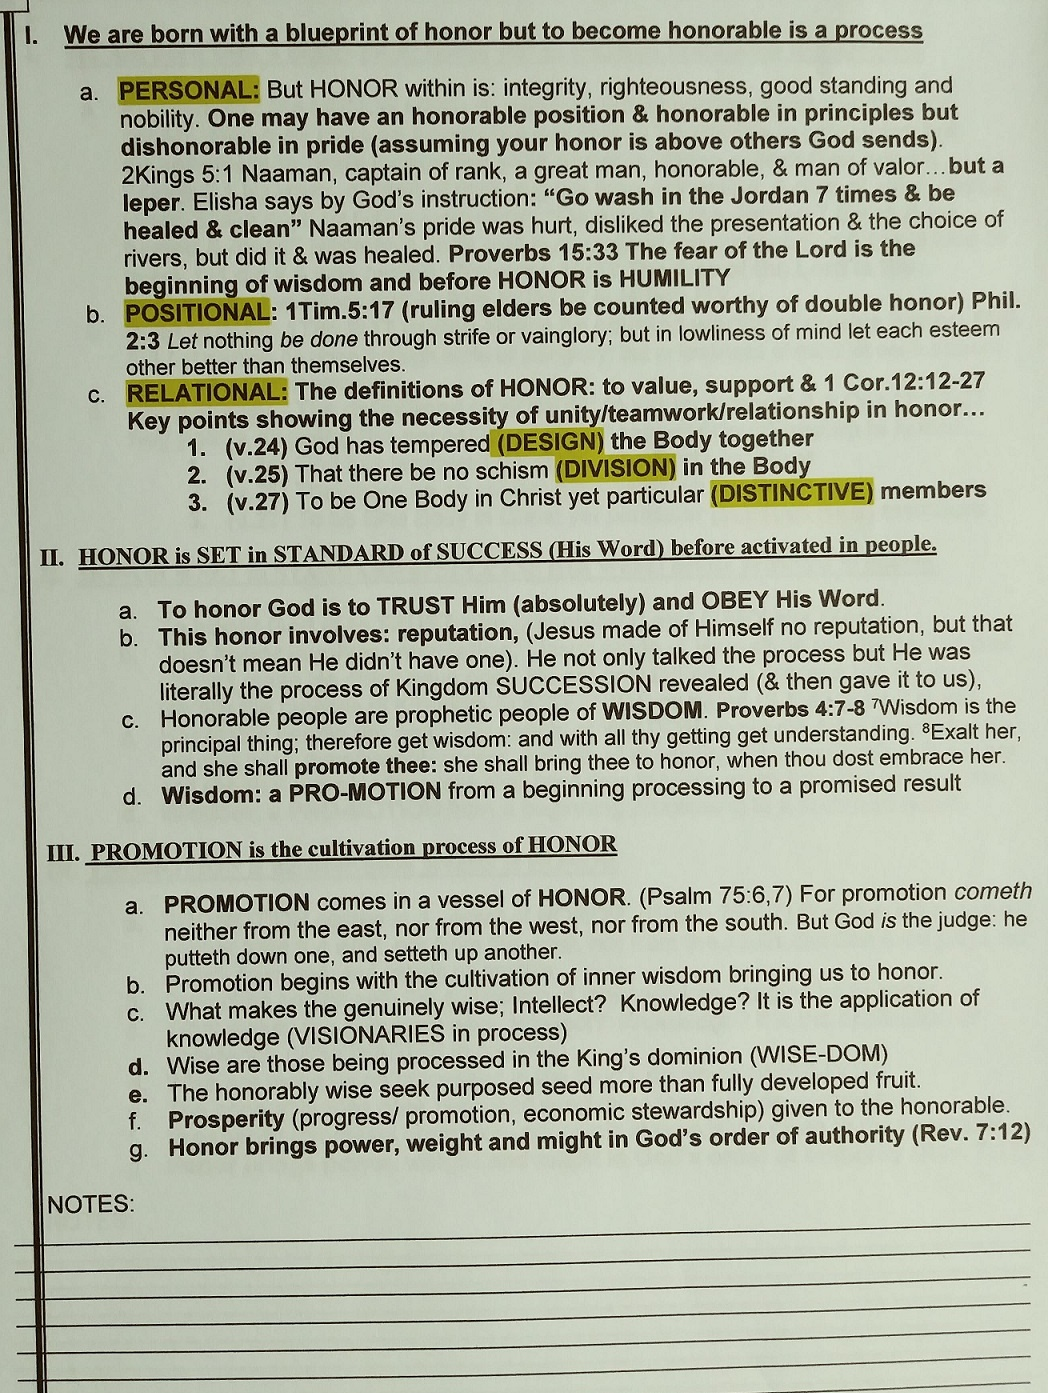 I. We are born with a blueprint of honor but to become honorable is a process
a. PERSONAL: But HONOR within is: integrity, righteousness, good standing and
nobility. One may have an honorable position & honorable in principles but
dishonorable in pride (assuming your honor is above others God sends).
2Kings 5:1 Naaman, captain of rank, a great man, honorable, & man of valor…but a
leper. Elisha says by God's instruction: “Go wash in the Jordan 7 times & be
healed & clean” Naaman's pride was hurt, disliked the presentation & the choice of
rivers, but did it & was healed. Proverbs 15:33 The fear of the Lord is the
beginning of wisdom and before HONOR is HUMILITY
b. POSITIONAL: 1Tim.5:17 (ruling elders be counted worthy of double honor) Phil.
2:3 Let nothing be done through strife or vainglory; but in lowliness of mind let each esteem
other better than themselves.
c. RELATIONAL: The definitions of HONOR: to value, support & 1 Cor.12:12-27
Key points showing the necessity of unity/teamwork/relationship in honor…
1. (v.24) God has tempered (DESIGN) the Body together
2. (v.25) That there be no schism (DIVISION) in the Body
3. (v.27) To be One Body in Christ yet particular (DISTINCTIVE) members
II. HONOR is SET in STANDARD of SUCCESS (His Word) before activated in people.
a. To honor God is to TRUST Him (absolutely) and OBEY His Word.
b. This honor involves: reputation, (Jesus made of Himself no reputation, but that
doesn't mean He didn't have one). He not only talked the process but He was
literally the process of Kingdom SUCCESSION revealed (& then gave it to us),
c. Honorable people are prophetic people of WISDOM. Proverbs 4:7-8 ⁷Wisdom is the
principal thing; therefore get wisdom: and with all thy getting get understanding. ⁸Exalt her,
and she shall promote thee: she shall bring thee to honor, when thou dost embrace her.
d. Wisdom: a PRO-MOTION from a beginning processing to a promised result
III. PROMOTION is the cultivation process of HONOR
a. PROMOTION comes in a vessel of HONOR. (Psalm 75:6,7) For promotion cometh
neither from the east, nor from the west, nor from the south. But God is the judge: he
putteth down one, and setteth up another.
b. Promotion begins with the cultivation of inner wisdom bringing us to honor.
c. What makes the genuinely wise; Intellect? Knowledge? It is the application of
knowledge (VISIONARIES in process)
d. Wise are those being processed in the King's dominion (WISE-DOM)
e. The honorably wise seek purposed seed more than fully developed fruit.
f. Prosperity (progress/ promotion, economic stewardship) given to the honorable.
g. Honor brings power, weight and might in God's order of authority (Rev. 7:12)
NOTES: